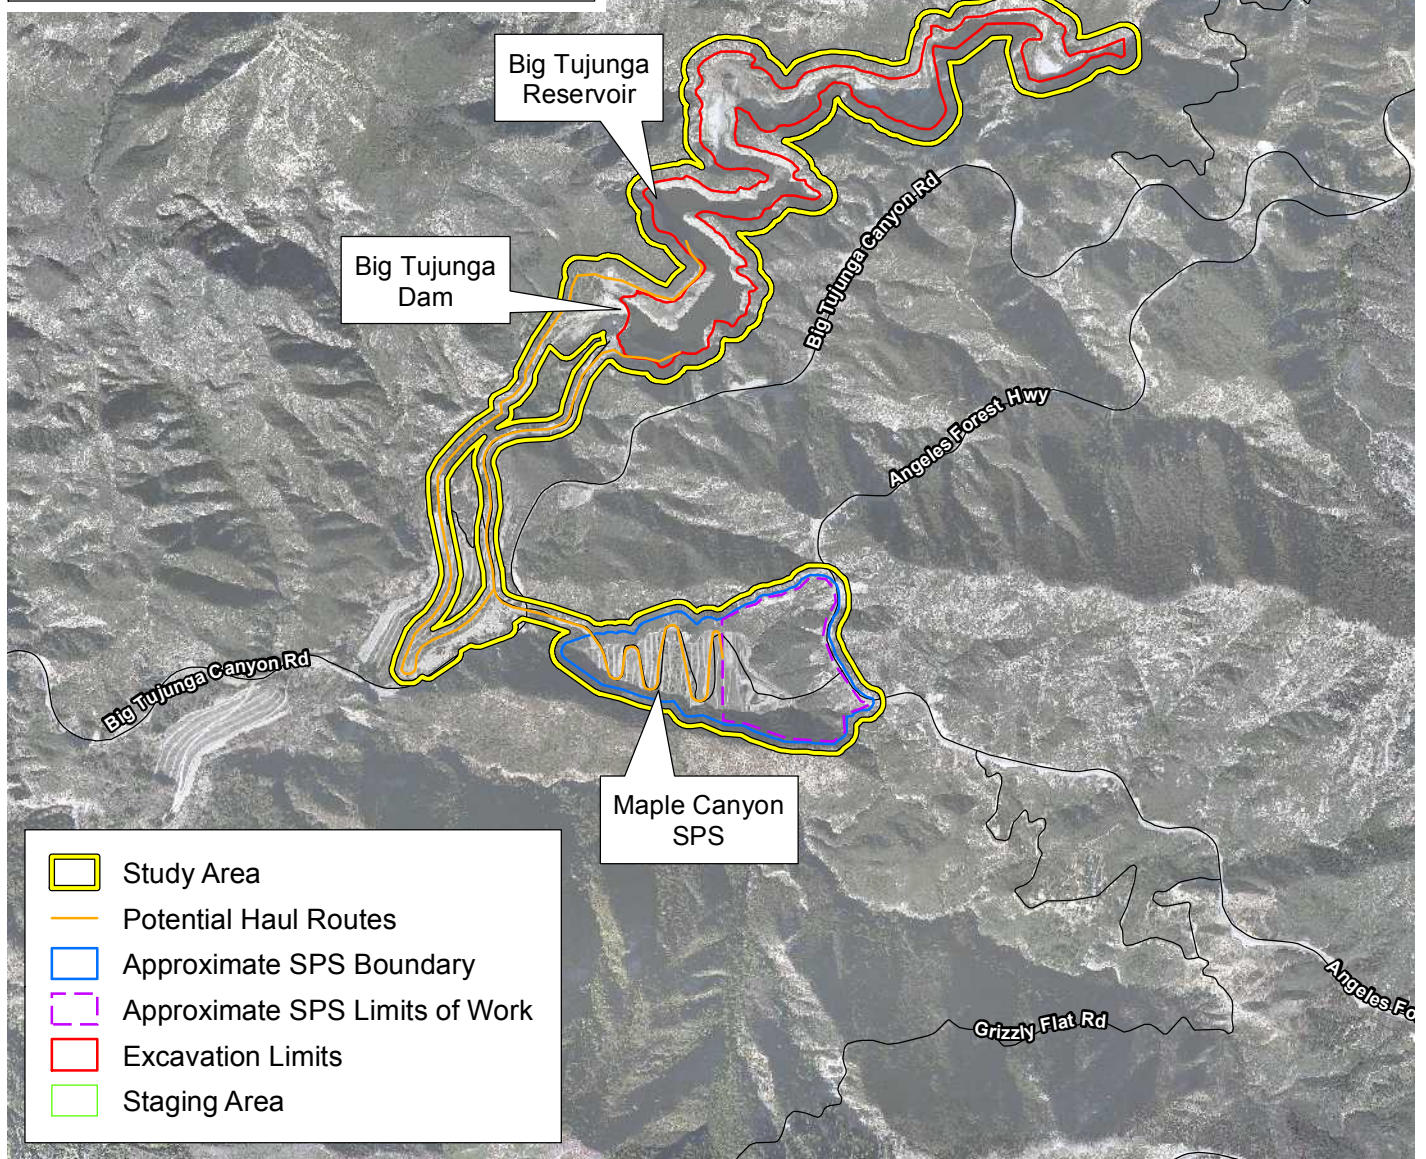 Big Tujunga
Reservoir
Big Tujunga
Dam
Big Tujunga Canyon Rd
Angeles Forest Hwy
Big Tujunga Canyon Rd
Maple Canyon
SPS
Study Area
Potential Haul Routes
Approximate SPS Boundary
Approximate SPS Limits of Work
Excavation Limits
Staging Area
Angeles Fo
Grizzly Flat Rd